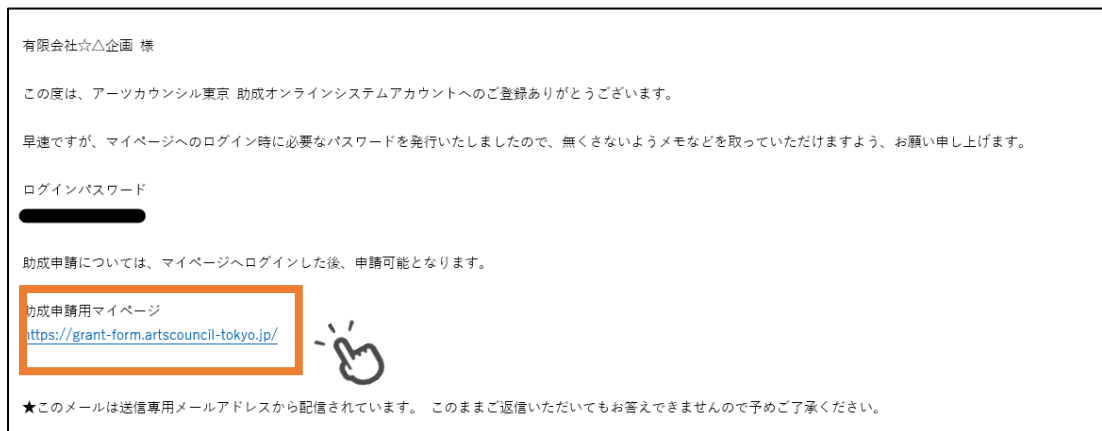 有限会社☆△企画 様
この度は、アーツカウンシル東京 助成オンラインシステムアカウントへのご登録ありがとうございます。
早速ですが、マイページへのログイン時に必要なパスワードを発行いたしましたので、無くさないようメモなどを取っていただけますよう、お願い申し上げます。
ログインパスワード
助成申請については、マイページへログインした後、申請可能となります。
助成申請用マイページ
https://grant-form.artscouncil-tokyo.jp/
★このメールは送信専用メールアドレスから配信されています。 このままご返信いただいてもお答えできませんので予めご了承ください。